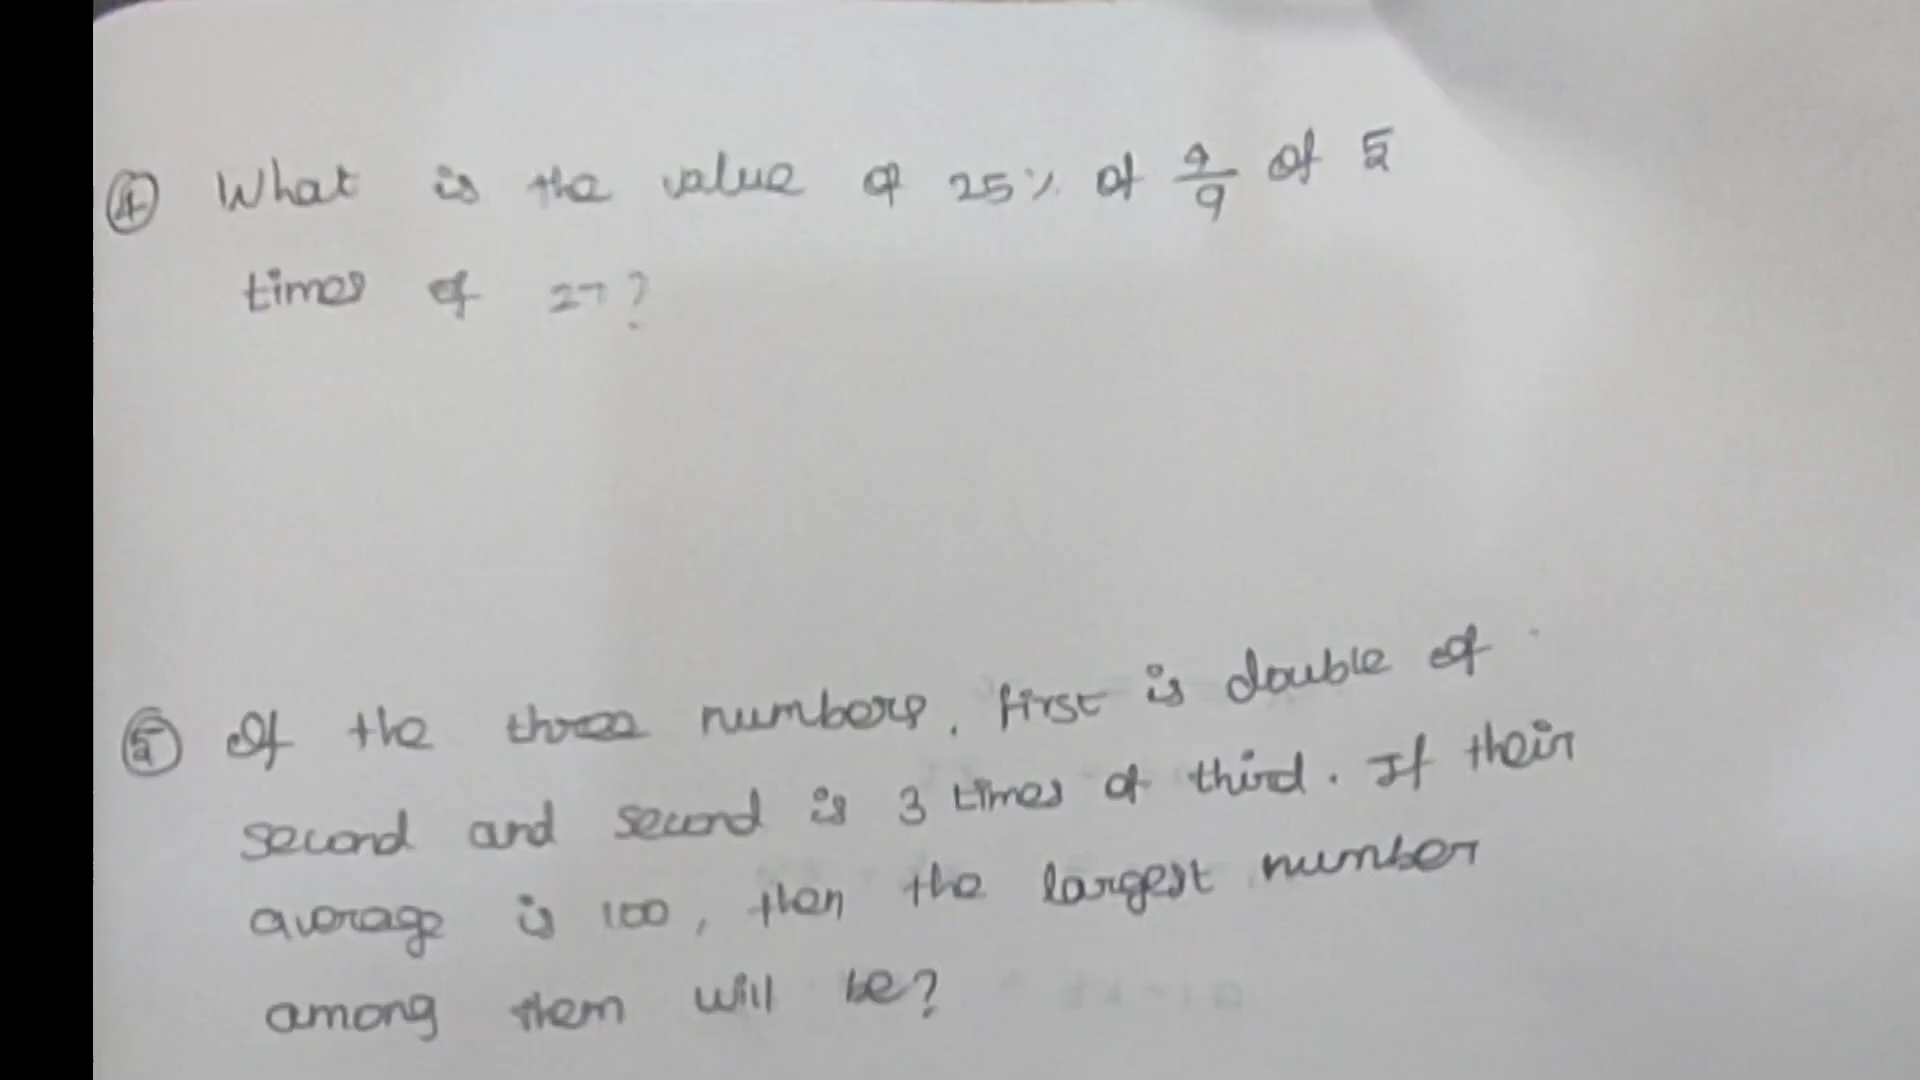 ④ What is the value of 25% of 4/9 of 5
times of 27?
⑤ Of the three numbers, first is double of
second and second is 3 times of third. If their
average is 100, then the largest number
among them will be?